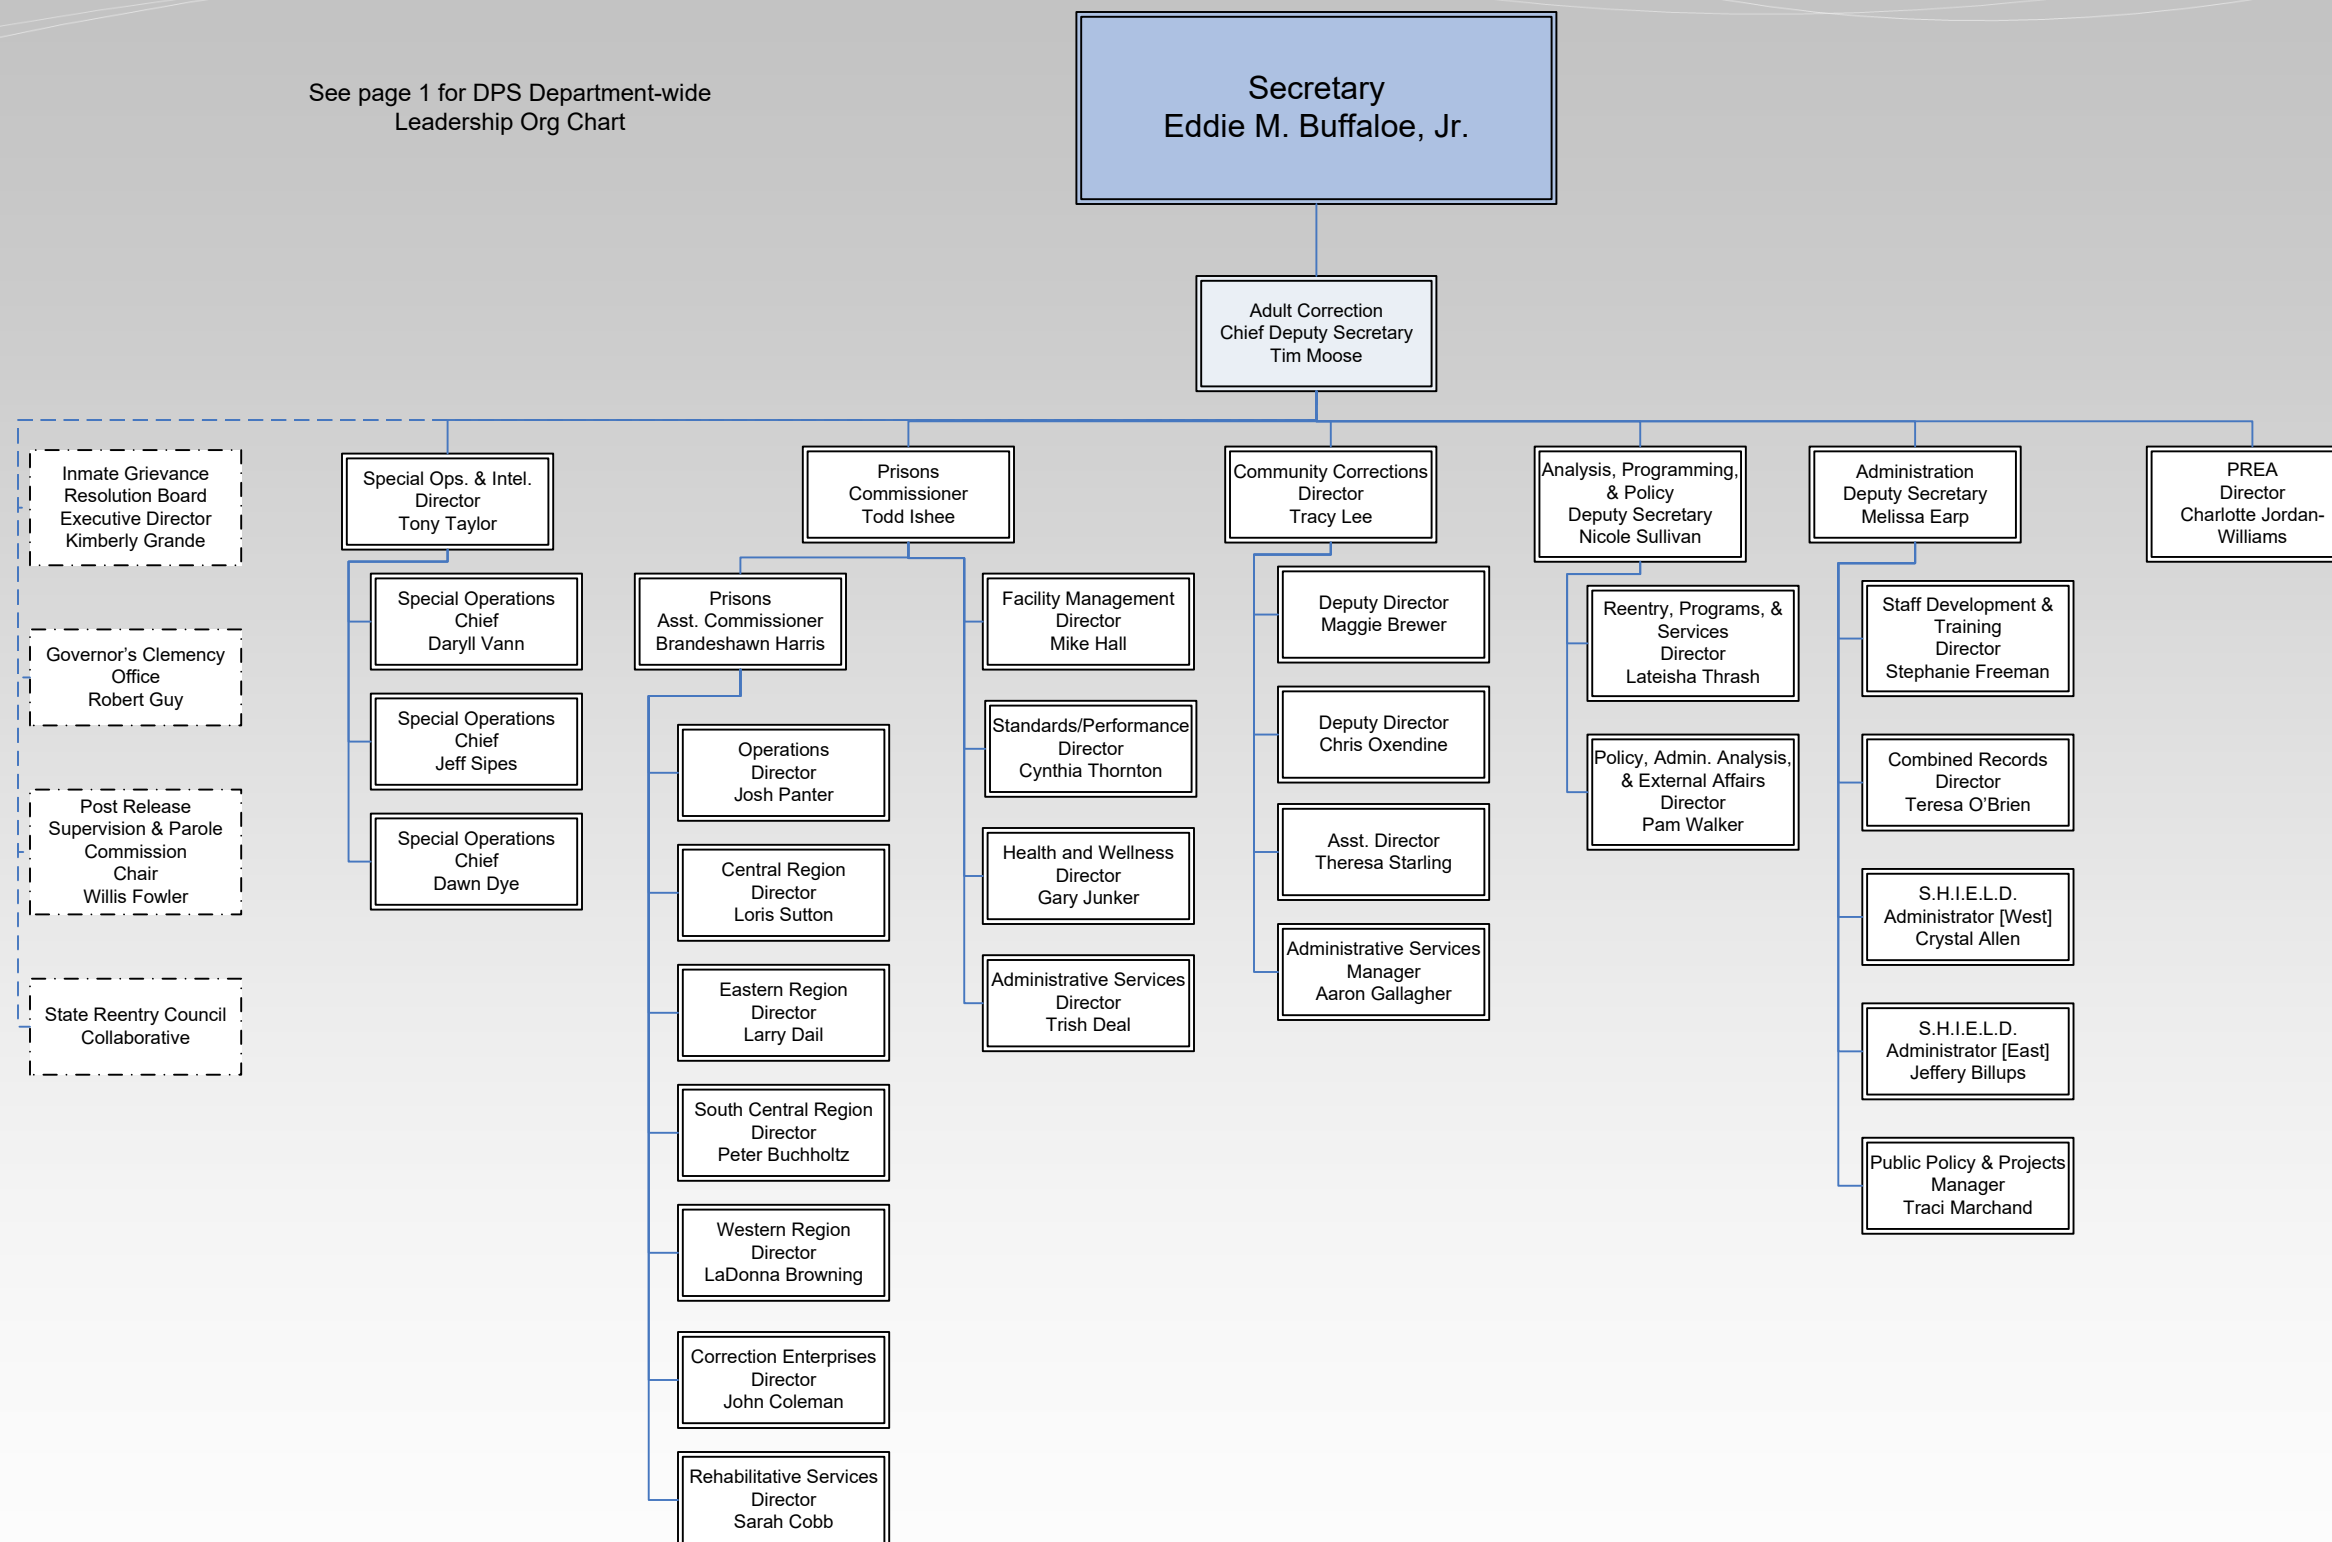 See page 1 for DPS Department-wide
Leadership Org Chart
Secretary
Eddie M. Buffaloe, Jr.
Adult Correction
Chief Deputy Secretary
Tim Moose
Inmate Grievance
Resolution Board
Executive Director
Kimberly Grande
Governor’s Clemency
Office
Robert Guy
Post Release
Supervision & Parole
Commission
Chair
Willis Fowler
State Reentry Council
Collaborative
Special Ops. & Intel.
Director
Tony Taylor
Special Operations
Chief
Daryll Vann
Special Operations
Chief
Jeff Sipes
Special Operations
Chief
Dawn Dye
Prisons
Commissioner
Todd Ishee
Prisons
Asst. Commissioner
Brandeshawn Harris
Operations
Director
Josh Panter
Central Region
Director
Loris Sutton
Eastern Region
Director
Larry Dail
South Central Region
Director
Peter Buchholtz
Western Region
Director
LaDonna Browning
Correction Enterprises
Director
John Coleman
Rehabilitative Services
Director
Sarah Cobb
Facility Management
Director
Mike Hall
Standards/Performance
Director
Cynthia Thornton
Health and Wellness
Director
Gary Junker
Administrative Services
Director
Trish Deal
Community Corrections
Director
Tracy Lee
Deputy Director
Maggie Brewer
Deputy Director
Chris Oxendine
Asst. Director
Theresa Starling
Administrative Services
Manager
Aaron Gallagher
Analysis, Programming,
& Policy
Deputy Secretary
Nicole Sullivan
Reentry, Programs, &
Services
Director
Lateisha Thrash
Policy, Admin. Analysis,
& External Affairs
Director
Pam Walker
Administration
Deputy Secretary
Melissa Earp
Staff Development &
Training
Director
Stephanie Freeman
Combined Records
Director
Teresa O’Brien
S.H.I.E.L.D.
Administrator [West]
Crystal Allen
S.H.I.E.L.D.
Administrator [East]
Jeffery Billups
Public Policy & Projects
Manager
Traci Marchand
PREA
Director
Charlotte Jordan-
Williams